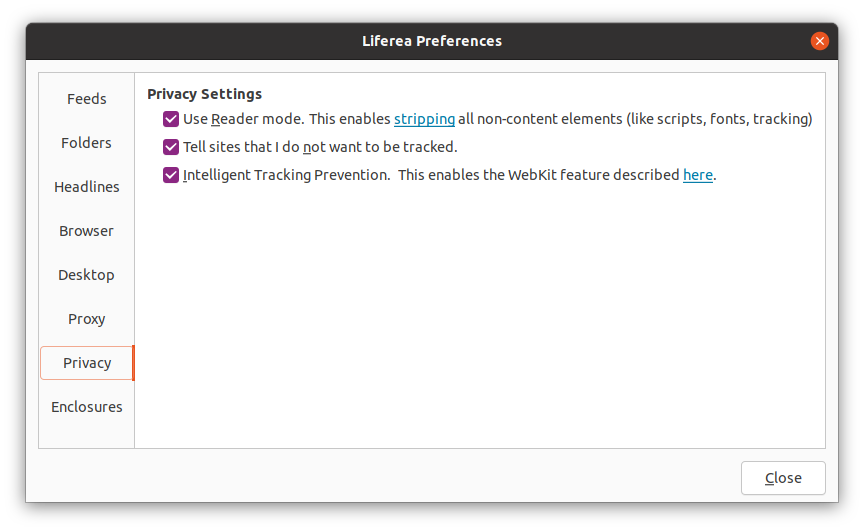 Liferea Preferences
Feeds
Folders
Headlines
Browser
Desktop
Proxy
Privacy
Enclosures
Privacy Settings
Use Reader mode. This enables stripping all non-content elements (like scripts, fonts, tracking)
Tell sites that I do not want to be tracked.
Intelligent Tracking Prevention.  This enables the WebKit feature described here.
Close